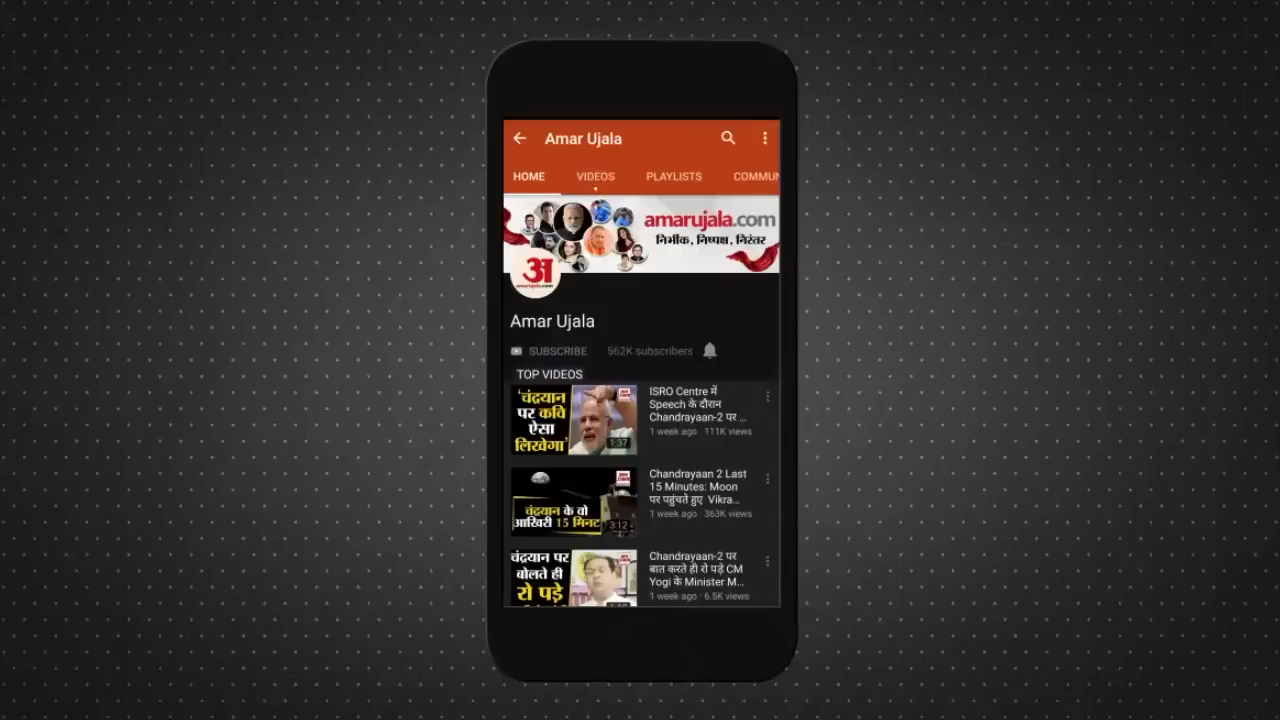 Amar Ujala
HOME VIDEOS PLAYLISTS COMMUN
amarujala.com
निर्भीक, निष्पक्ष, निरंतर
अ
amarujala.com
Amar Ujala
SUBSCRIBE 562K subscribers
TOP VIDEOS
'चंद्रयान
पर कवि
ऐसा
लिखेगा'
1:37
ISRO Centre में
Speech के दौरान
Chandrayaan-2 पर ...
1 week ago · 111K views
चंद्रयान के वो
आखिरी 15 मिनट
3:12
Chandrayaan 2 Last
15 Minutes: Moon
पर पहुंचते हुए Vikra...
1 week ago · 363K views
चंद्रयान पर
बोलते ही
रो पड़े
Chandrayaan-2 पर
बात करते ही रो पड़े CM
Yogi के Minister M...
1 week ago · 6.5K views